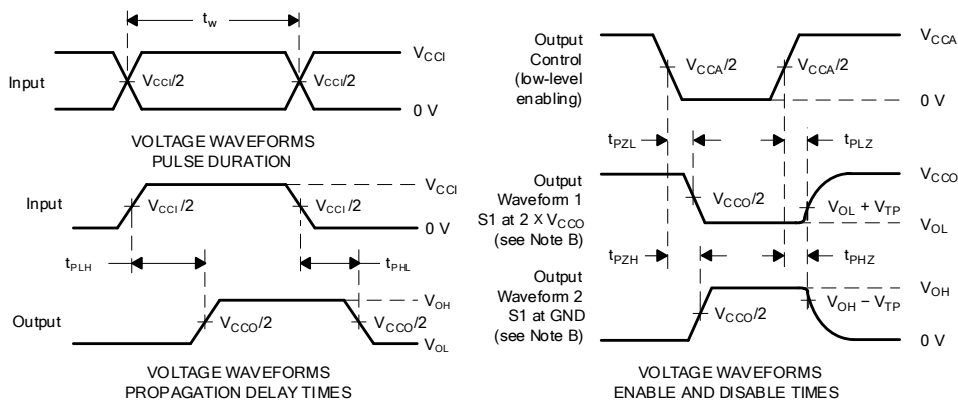 t_w
V_CCI
Input
V_CCI/2
V_CCI/2
0 V
VOLTAGE WAVEFORMS
PULSE DURATION
V_CCI
Input
V_CCI/2
V_CCI/2
0 V
t_PLH
t_PHL
V_OH
Output
V_CCO/2
V_CCO/2
V_OL
VOLTAGE WAVEFORMS
PROPAGATION DELAY TIMES
Output
Control
(low-level
enabling)
V_CCA
V_CCA/2
V_CCA/2
0 V
t_PZL
t_PLZ
Output
Waveform 1
S1 at 2 X V_CCO
(see Note B)
V_CCO
V_CCO/2
V_OL + V_TP
V_OL
t_PZH
t_PHZ
Output
Waveform 2
S1 at GND
(see Note B)
V_OH
V_CCO/2
V_OH − V_TP
0 V
VOLTAGE WAVEFORMS
ENABLE AND DISABLE TIMES